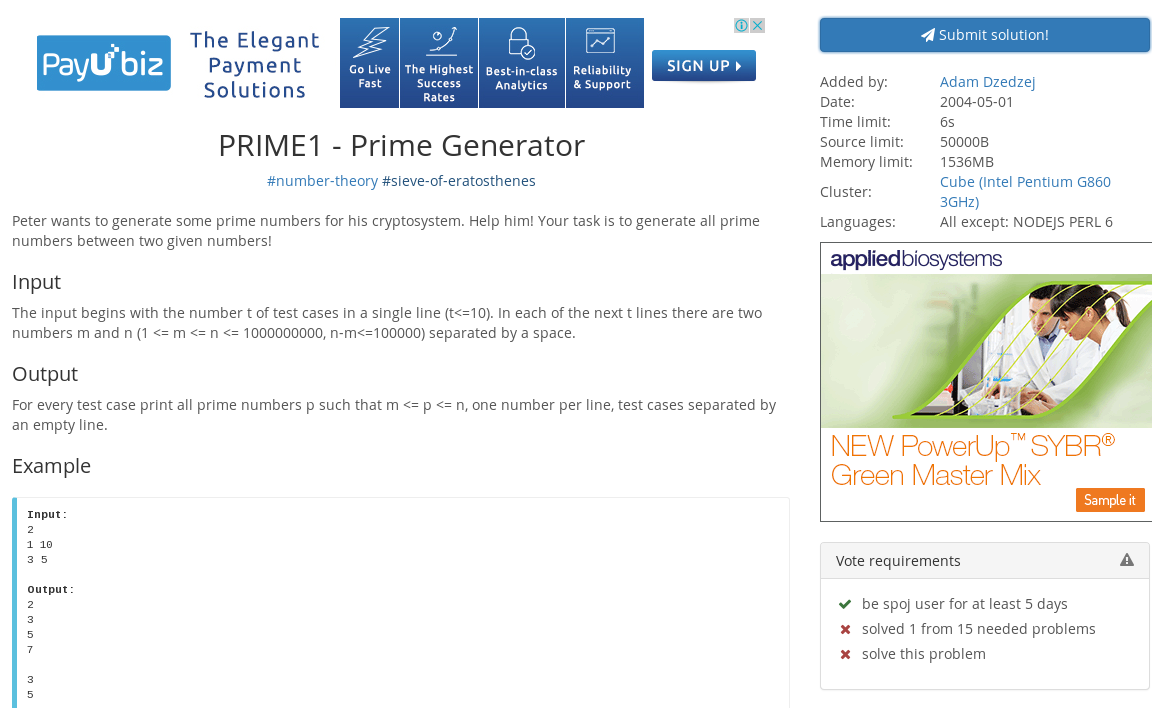 PayU biz
The Elegant
Payment
Solutions
Go Live
Fast
The Highest
Success
Rates
Best-in-class
Analytics
Reliability
& Support
SIGN UP
PRIME1 - Prime Generator
#number-theory #sieve-of-eratosthenes
Peter wants to generate some prime numbers for his cryptosystem. Help him! Your task is to generate all prime
numbers between two given numbers!
Input
The input begins with the number t of test cases in a single line (t<=10). In each of the next t lines there are two
numbers m and n (1 <= m <= n <= 1000000000, n-m<=100000) separated by a space.
Output
For every test case print all prime numbers p such that m <= p <= n, one number per line, test cases separated by
an empty line.
Example
Input:
2
1 10
3 5
Output:
2
3
5
7
3
5
Submit solution!
Added by: Adam Dzedzej
Date: 2004-05-01
Time limit: 6s
Source limit: 50000B
Memory limit: 1536MB
Cluster: Cube (Intel Pentium G860
3GHz)
Languages: All except: NODEJS PERL 6
appliedbiosystems
NEW PowerUp™ SYBR®
Green Master Mix
Sample it
Vote requirements
be spoj user for at least 5 days
solved 1 from 15 needed problems
solve this problem